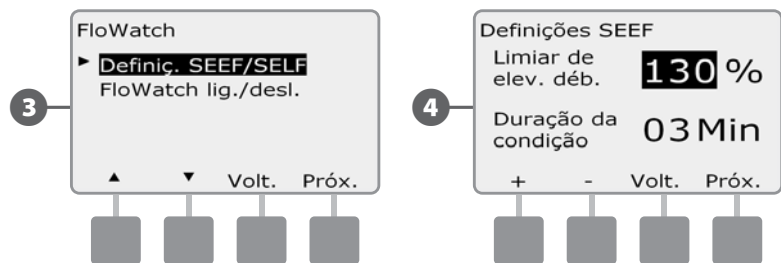 3
FloWatch
► Definiç. SEEF/SELF
FloWatch lig./desl.
▲ ▼ Volt. Próx.
4
Definições SEEF
Limiar de
elev. déb. 130 %
Duração da
condição 03 Min
+ - Volt. Próx.